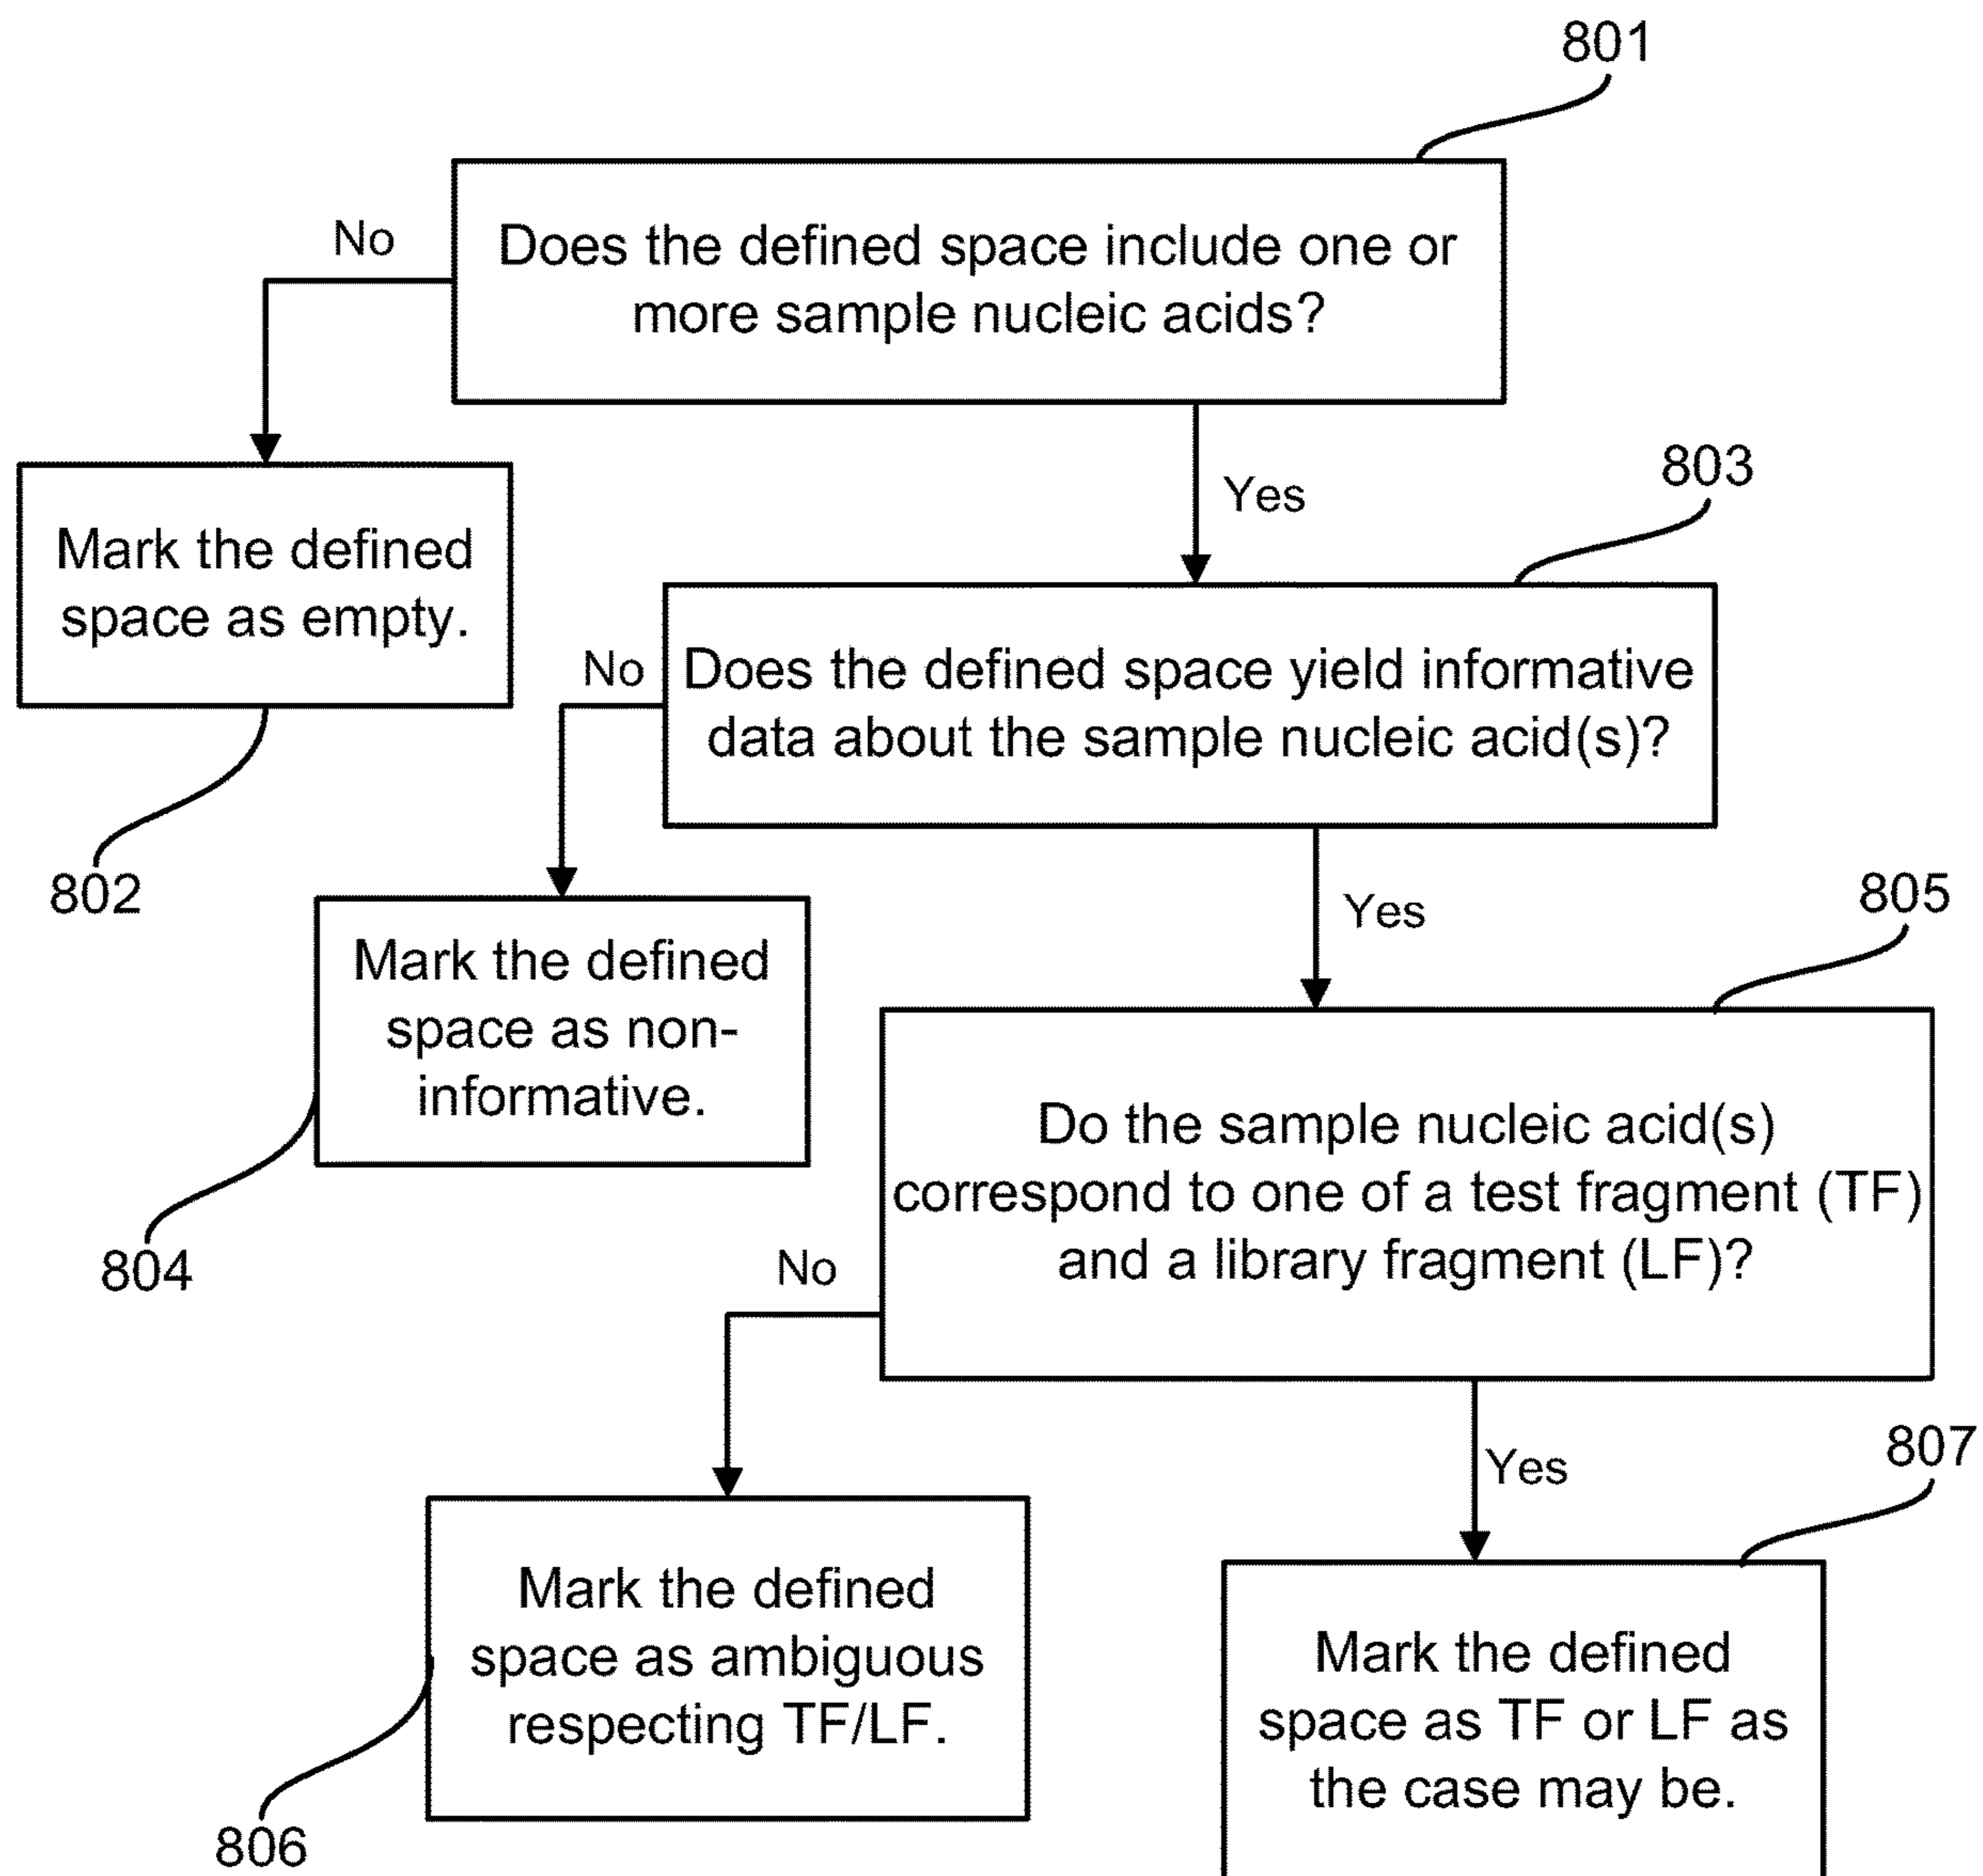 801
Does the defined space include one or
more sample nucleic acids?
No
Yes
Mark the defined
space as empty.
802
803
Does the defined space yield informative
data about the sample nucleic acid(s)?
No
Yes
Mark the defined
space as non-
informative.
804
805
Do the sample nucleic acid(s)
correspond to one of a test fragment (TF)
and a library fragment (LF)?
No
Yes
Mark the defined
space as ambiguous
respecting TF/LF.
806
807
Mark the defined
space as TF or LF as
the case may be.